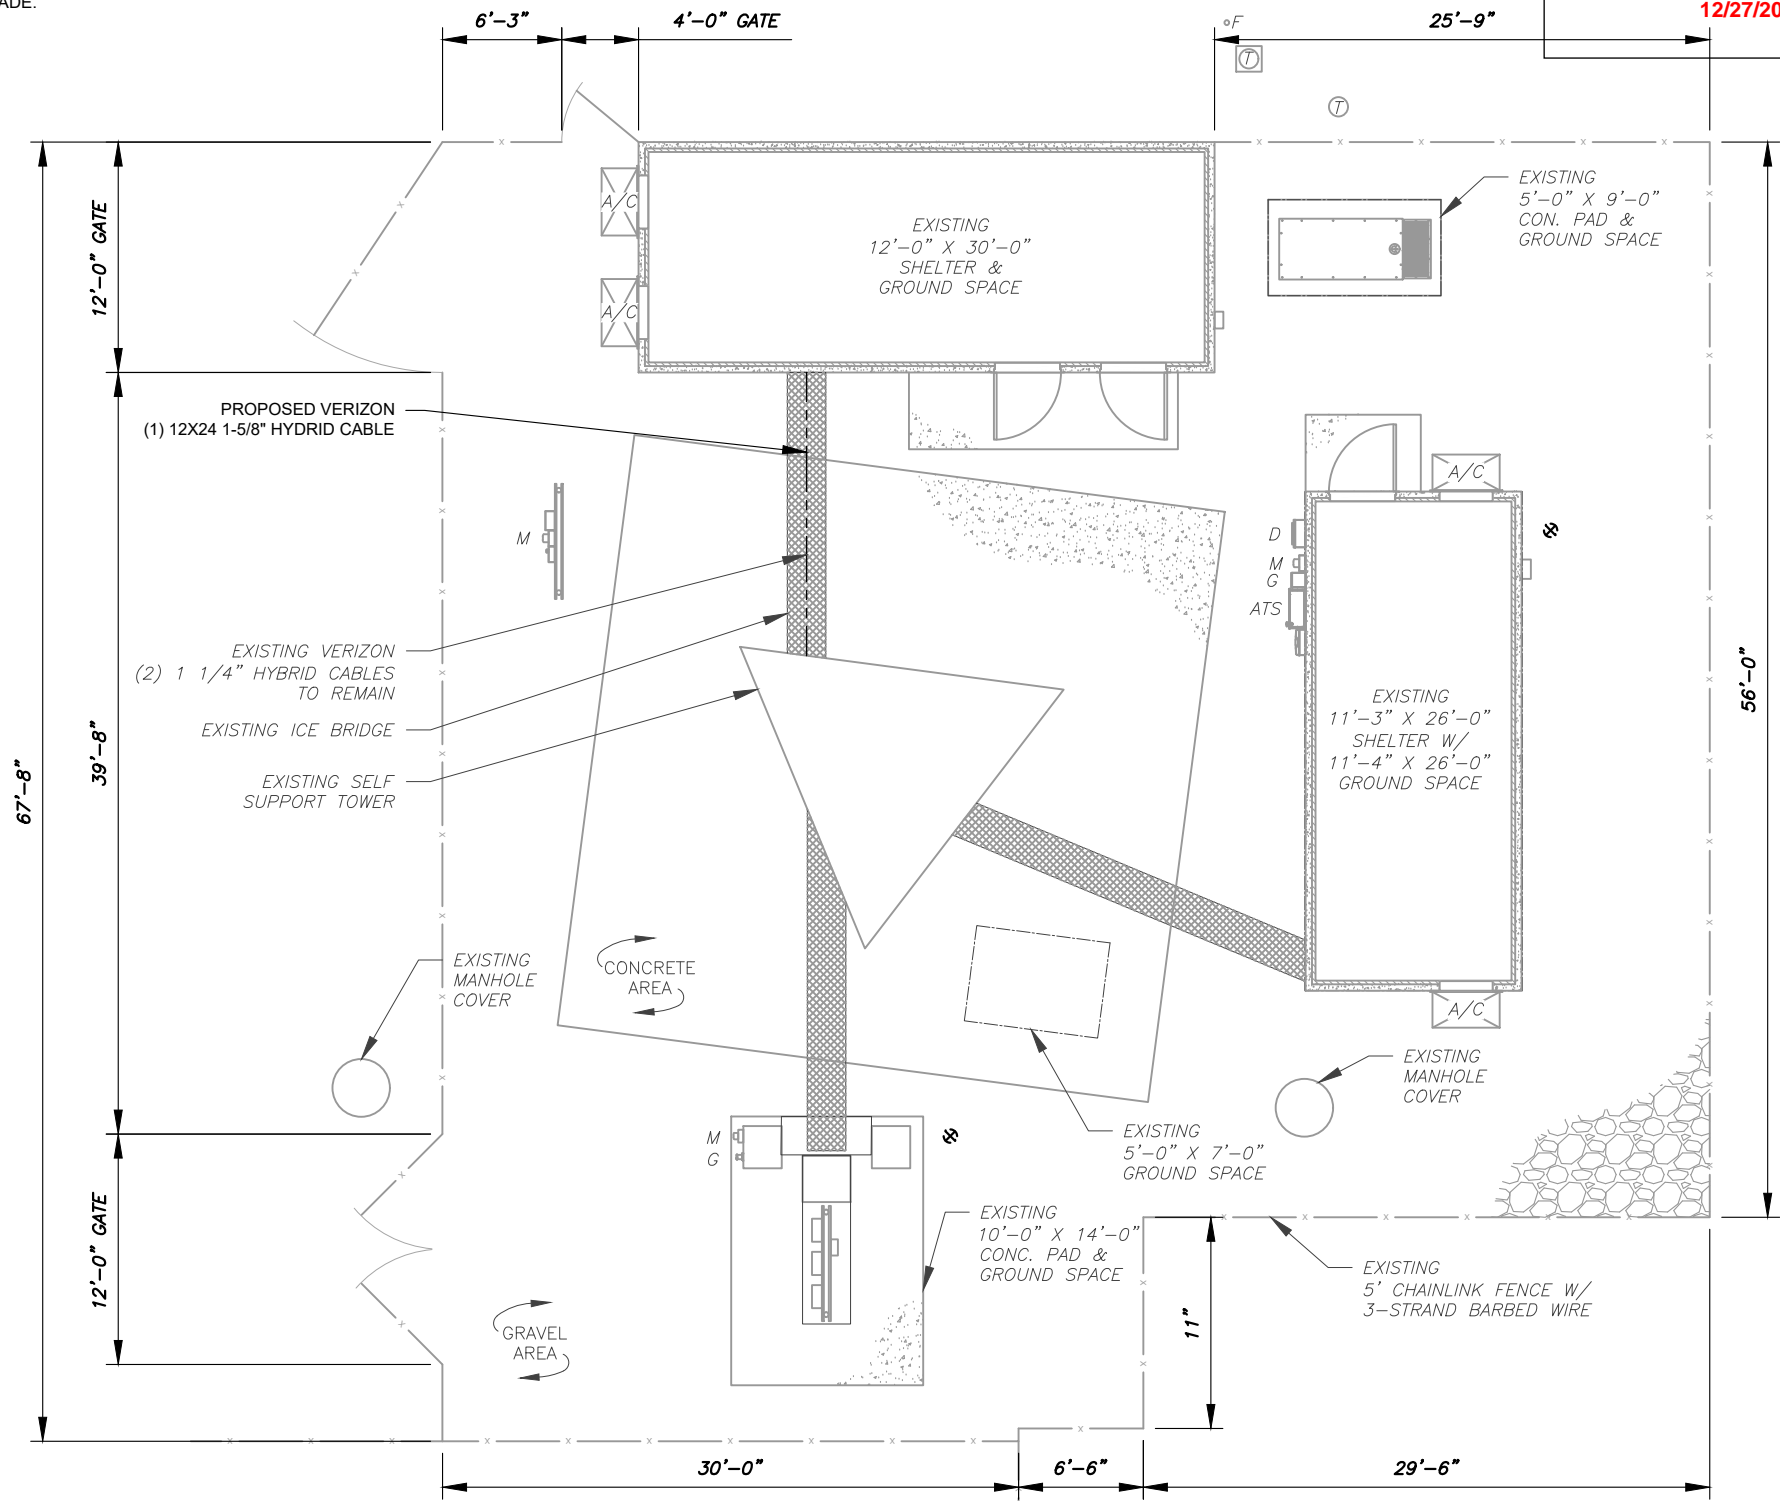 ADE.
12/27/20
6'-3"
4'-0" GATE
F
25'-9"
T
T
12'-0" GATE
A/C
A/C
EXISTING
12'-0" X 30'-0"
SHELTER &
GROUND SPACE
EXISTING
5'-0" X 9'-0"
CON. PAD &
GROUND SPACE
PROPOSED VERIZON
(1) 12X24 1-5/8" HYDRID CABLE
M
A/C
D
M
G
ATS
EXISTING VERIZON
(2) 1 1/4" HYBRID CABLES
TO REMAIN
EXISTING ICE BRIDGE
EXISTING SELF
SUPPORT TOWER
EXISTING
11'-3" X 26'-0"
SHELTER W/
11'-4" X 26'-0"
GROUND SPACE
56'-0"
39'-8"
67'-8"
EXISTING
MANHOLE
COVER
CONCRETE
AREA
A/C
EXISTING
MANHOLE
COVER
M
G
EXISTING
5'-0" X 7'-0"
GROUND SPACE
12'-0" GATE
EXISTING
10'-0" X 14'-0"
CONC. PAD &
GROUND SPACE
EXISTING
5' CHAINLINK FENCE W/
3-STRAND BARBED WIRE
11"
GRAVEL
AREA
30'-0"
6'-6"
29'-6"